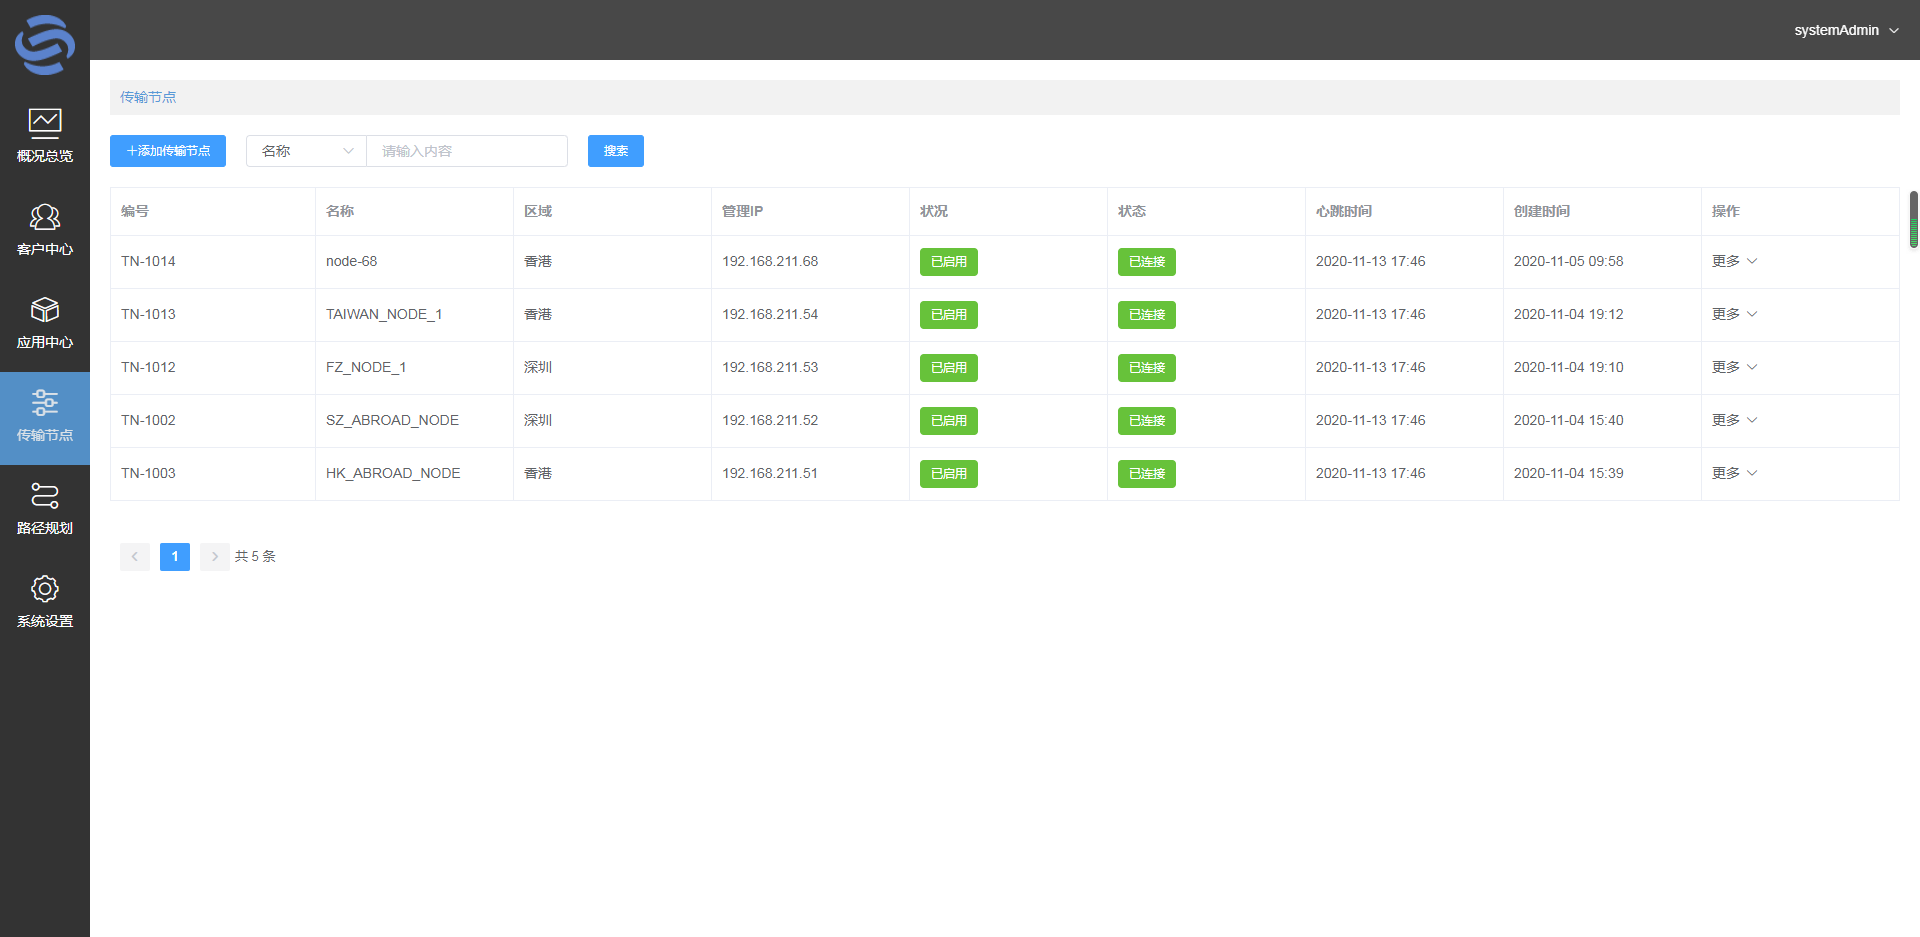 systemAdmin
概况总览
客户中心
应用中心
传输节点
路径规划
系统设置
传输节点
+添加传输节点 名称 请输入内容 搜索
编号 名称 区域 管理IP 状况 状态 心跳时间 创建时间 操作
TN-1014 node-68 香港 192.168.211.68 已启用 已连接 2020-11-13 17:46 2020-11-05 09:58 更多
TN-1013 TAIWAN_NODE_1 香港 192.168.211.54 已启用 已连接 2020-11-13 17:46 2020-11-04 19:12 更多
TN-1012 FZ_NODE_1 深圳 192.168.211.53 已启用 已连接 2020-11-13 17:46 2020-11-04 19:10 更多
TN-1002 SZ_ABROAD_NODE 深圳 192.168.211.52 已启用 已连接 2020-11-13 17:46 2020-11-04 15:40 更多
TN-1003 HK_ABROAD_NODE 香港 192.168.211.51 已启用 已连接 2020-11-13 17:46 2020-11-04 15:39 更多
1 共 5 条